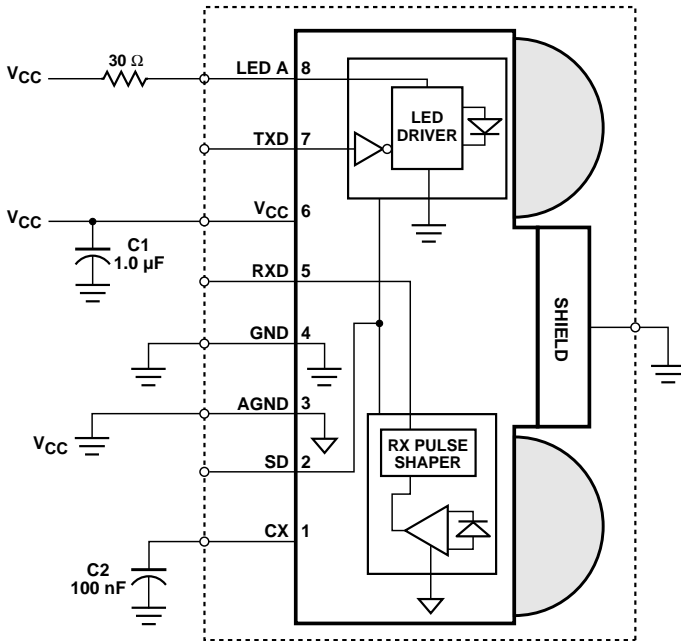 30 Ω
VCC
LED A 8
LED
DRIVER
TXD 7
VCC
VCC 6
C1
1.0 µF
RXD 5
SHIELD
GND 4
AGND 3
VCC
RX PULSE
SHAPER
SD 2
CX 1
C2
100 nF